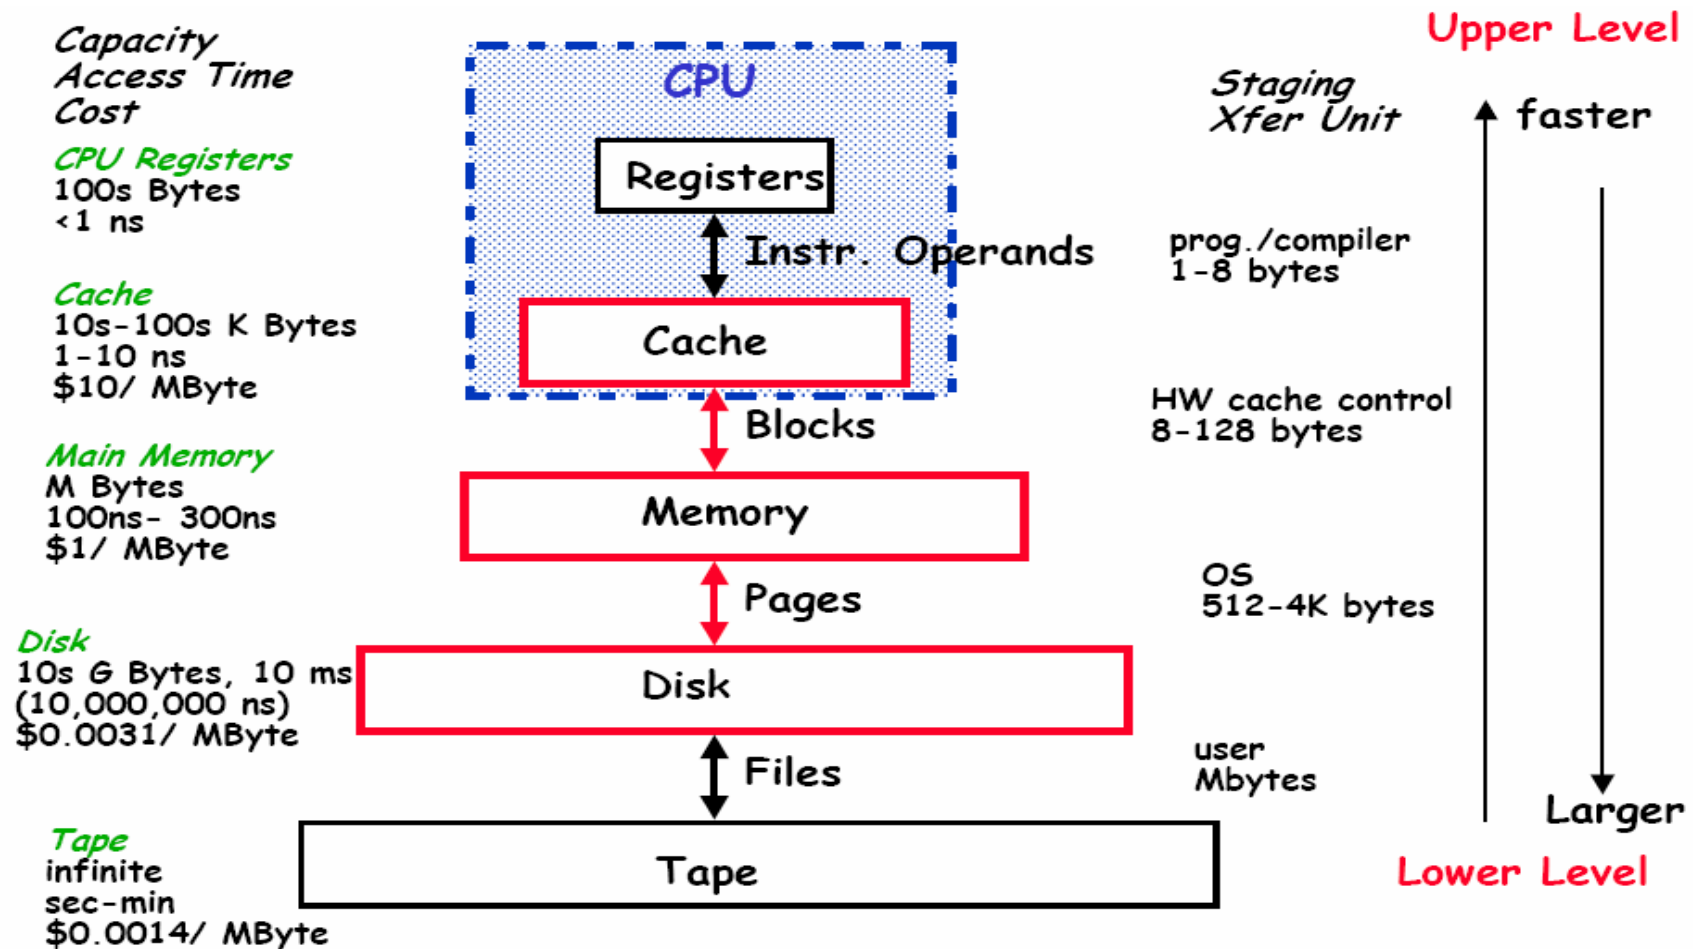 Capacity
Access Time
Cost
CPU Registers
100s Bytes
<1 ns
Cache
10s-100s K Bytes
1-10 ns
$10/ MByte
Main Memory
M Bytes
100ns- 300ns
$1/ MByte
Disk
10s G Bytes, 10 ms
(10,000,000 ns)
$0.0031/ MByte
Tape
infinite
sec-min
$0.0014/ MByte
CPU
Registers
Instr. Operands
Cache
Blocks
Memory
Pages
Disk
Files
Tape
Staging
Xfer Unit
prog./compiler
1-8 bytes
HW cache control
8-128 bytes
OS
512-4K bytes
user
Mbytes
Upper Level
faster
Larger
Lower Level